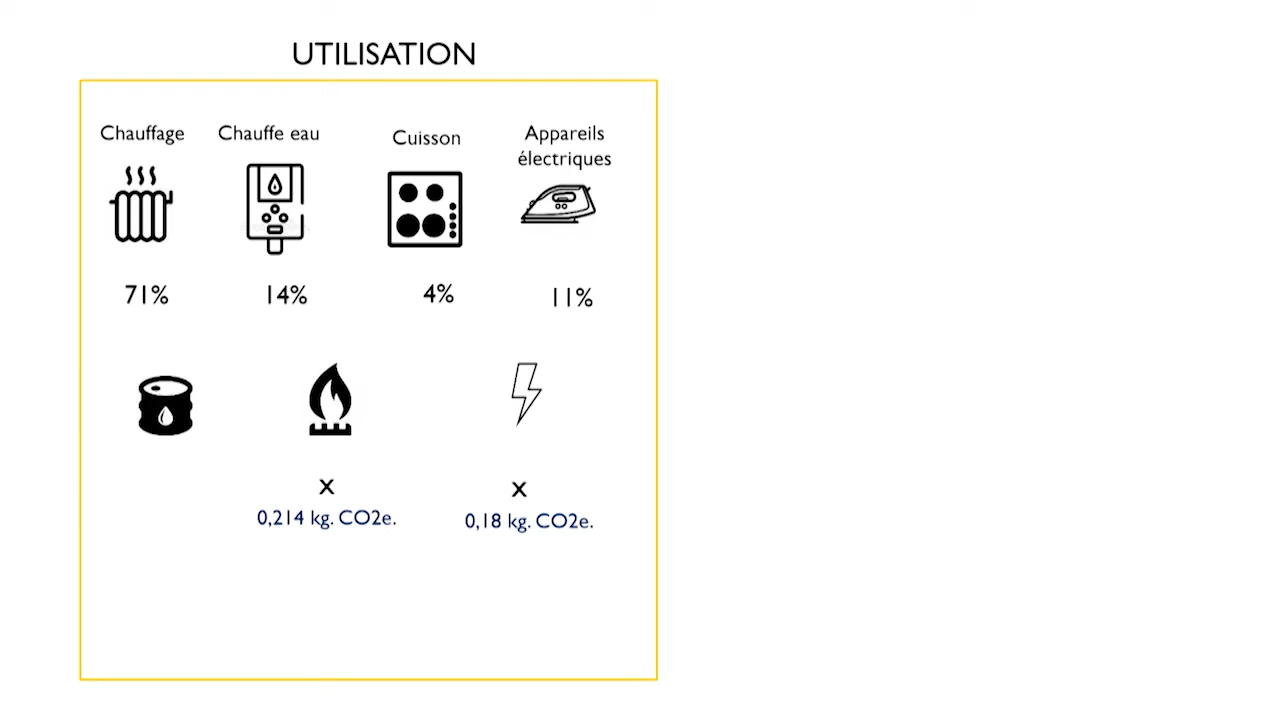 UTILISATION
Chauffage
Chauffe eau
Cuisson
Appareils
électriques
71%
14%
4%
11%
x
x
0,214 kg. CO2e.
0,18 kg. CO2e.